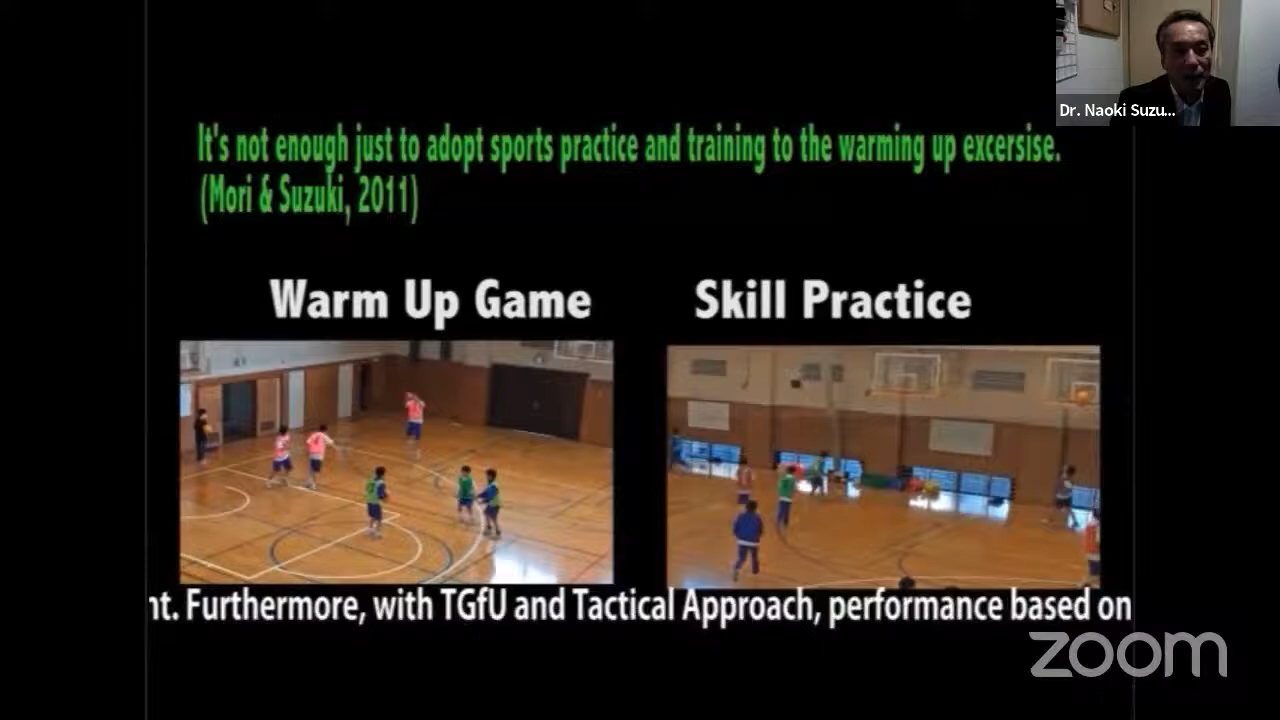 Dr. Naoki Suzu...
It's not enough just to adopt sports practice and training to the warming up excersise.
(Mori & Suzuki, 2011)
Warm Up Game
Skill Practice
nt. Furthermore, with TGfU and Tactical Approach, performance based on
zoom